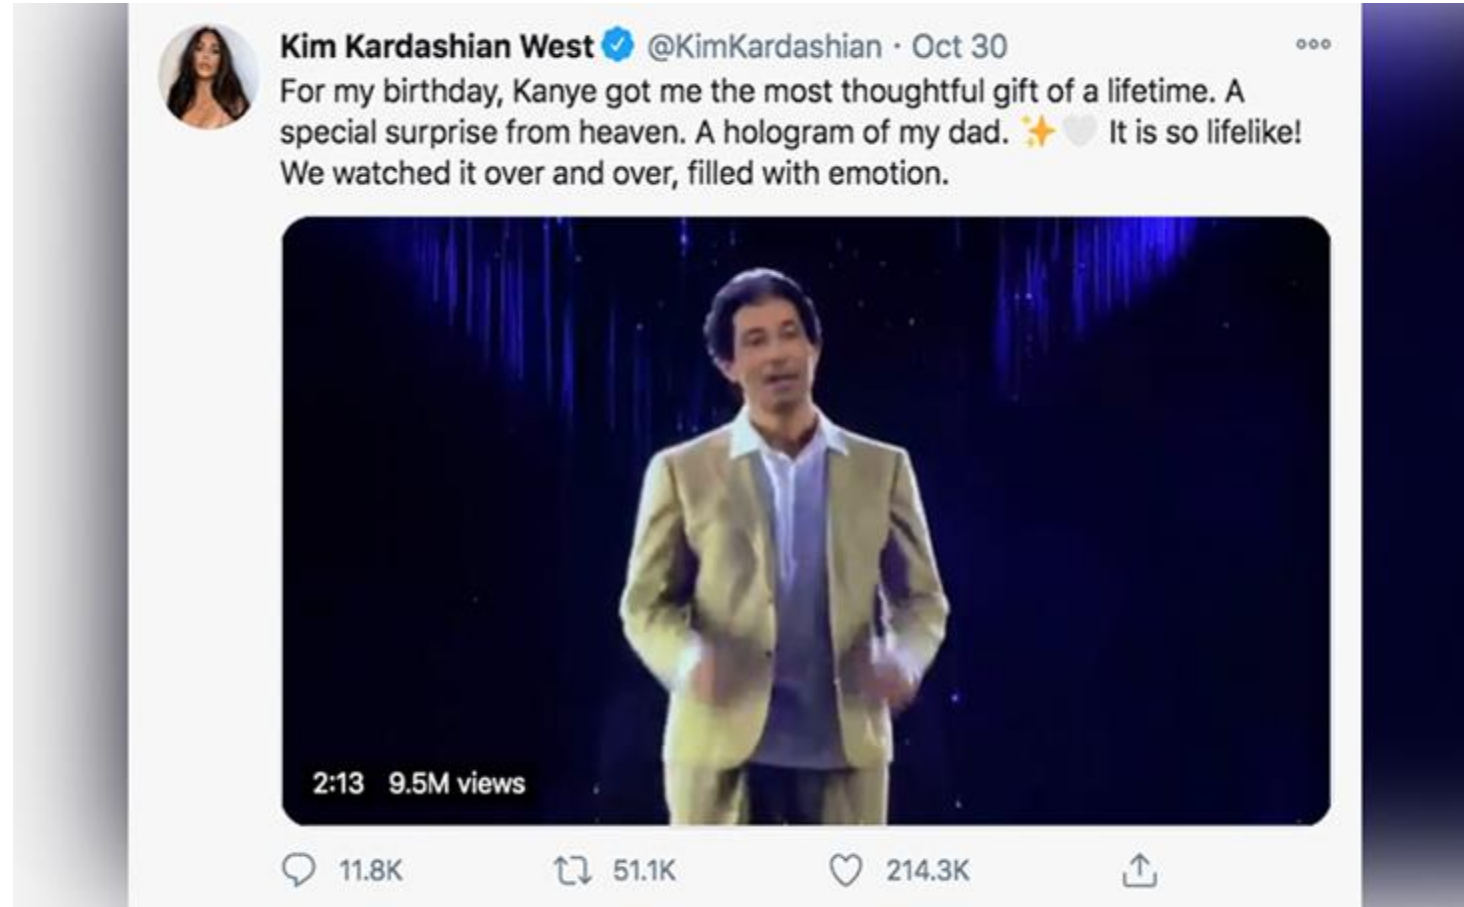 Kim Kardashian West @KimKardashian · Oct 30
For my birthday, Kanye got me the most thoughtful gift of a lifetime. A
special surprise from heaven. A hologram of my dad. ✨🤍 It is so lifelike!
We watched it over and over, filled with emotion.
2:13 9.5M views
11.8K 51.1K 214.3K